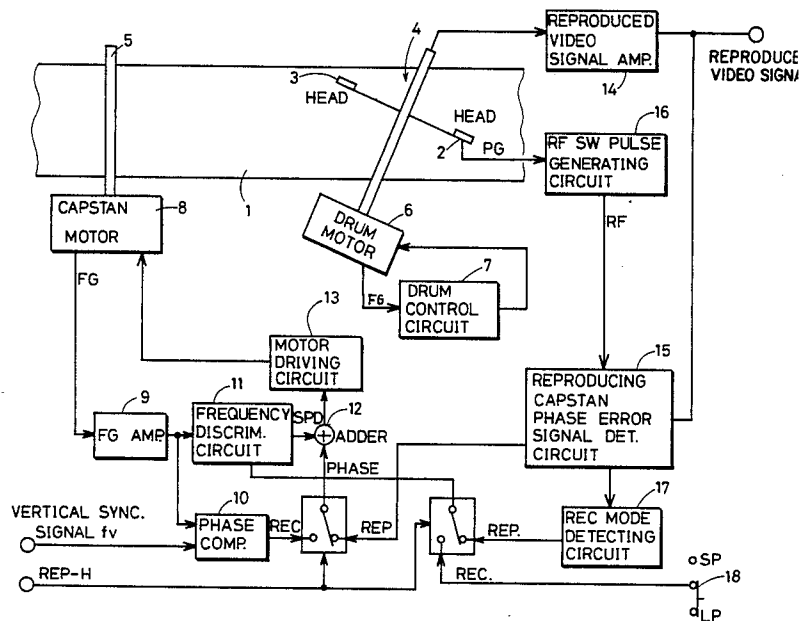 5
4
REPRODUCED
VIDEO
SIGNAL AMP.
14
REPRODUCE
VIDEO SIGNA
3
HEAD
HEAD
2
PG
16
RF SW PULSE
GENERATING
CIRCUIT
RF
1
CAPSTAN
MOTOR
8
6
DRUM
MOTOR
FG
FG
7
DRUM
CONTROL
CIRCUIT
13
MOTOR
DRIVING
CIRCUIT
15
REPRODUCING
CAPSTAN
PHASE ERROR
SIGNAL DET.
CIRCUIT
9
FG AMP.
11
FREQUENCY
DISCRIM.
CIRCUIT
SPD
12
ADDER
PHASE
10
PHASE
COMP.
VERTICAL SYNC.
SIGNAL fv
REC
REP
REP.
17
REC MODE
DETECTING
CIRCUIT
REP-H
REC.
SP
18
LP